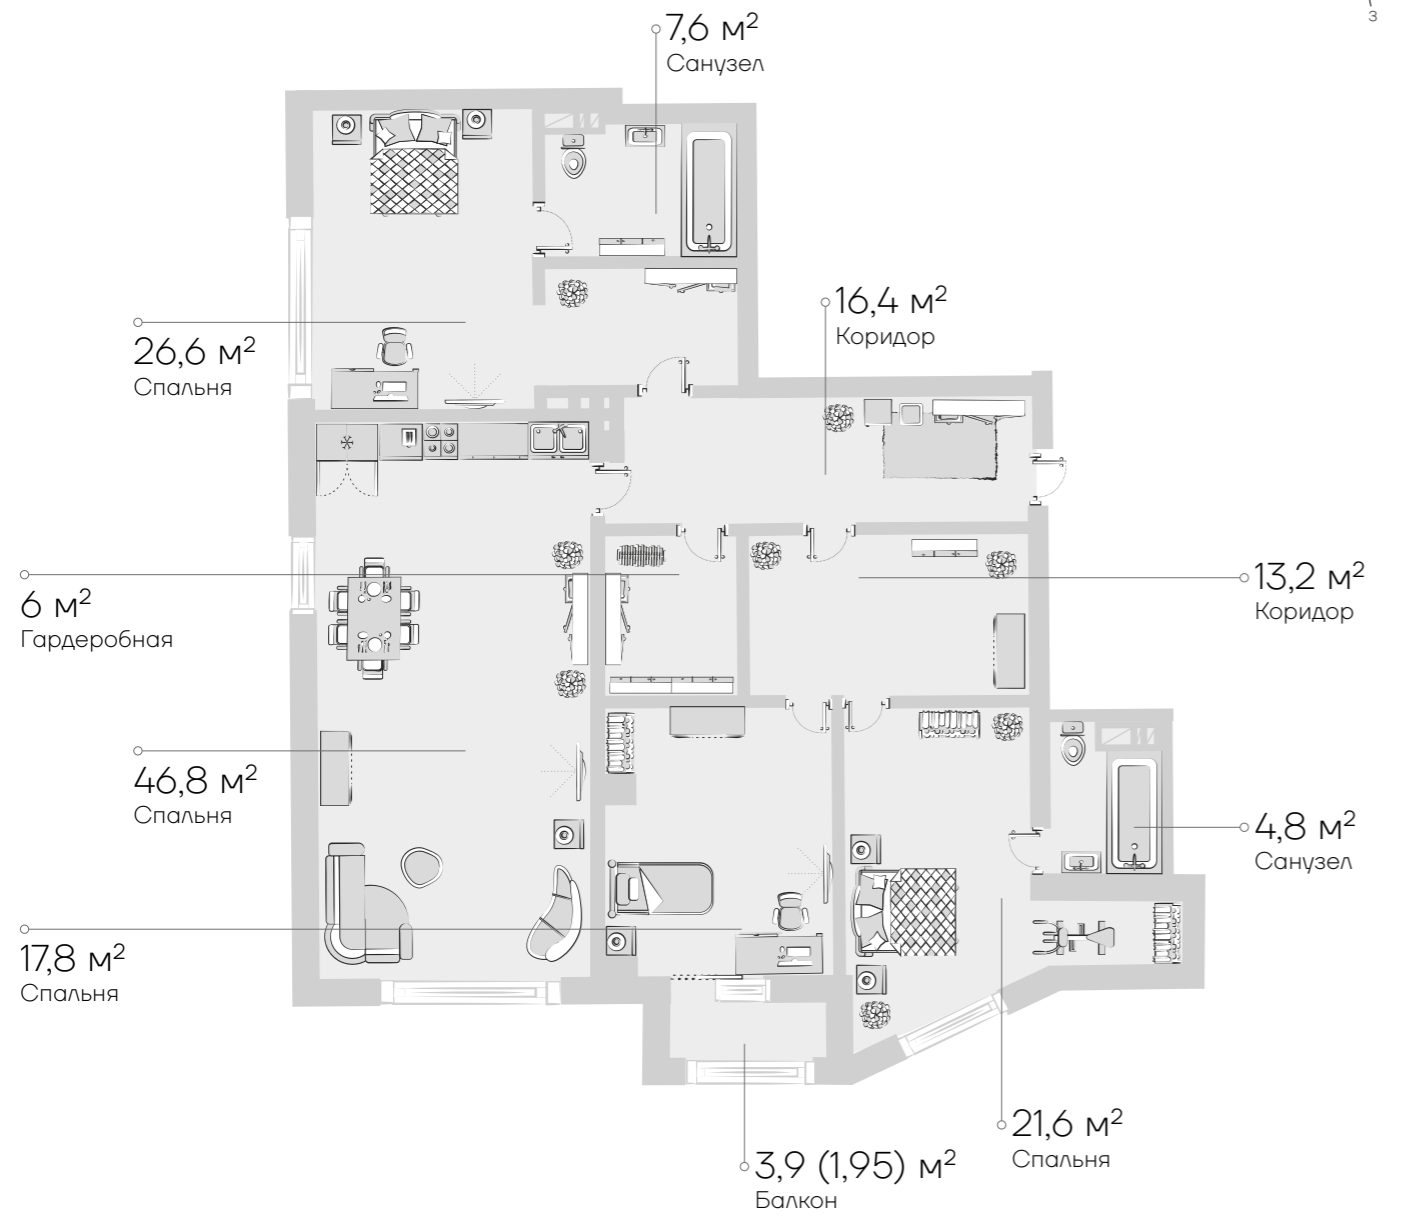 З
7,6 м²
Санузел
16,4 м²
Коридор
26,6 м²
Спальня
13,2 м²
Коридор
6 м²
Гардеробная
46,8 м²
Спальня
4,8 м²
Санузел
17,8 м²
Спальня
21,6 м²
Спальня
3,9 (1,95) м²
Балкон